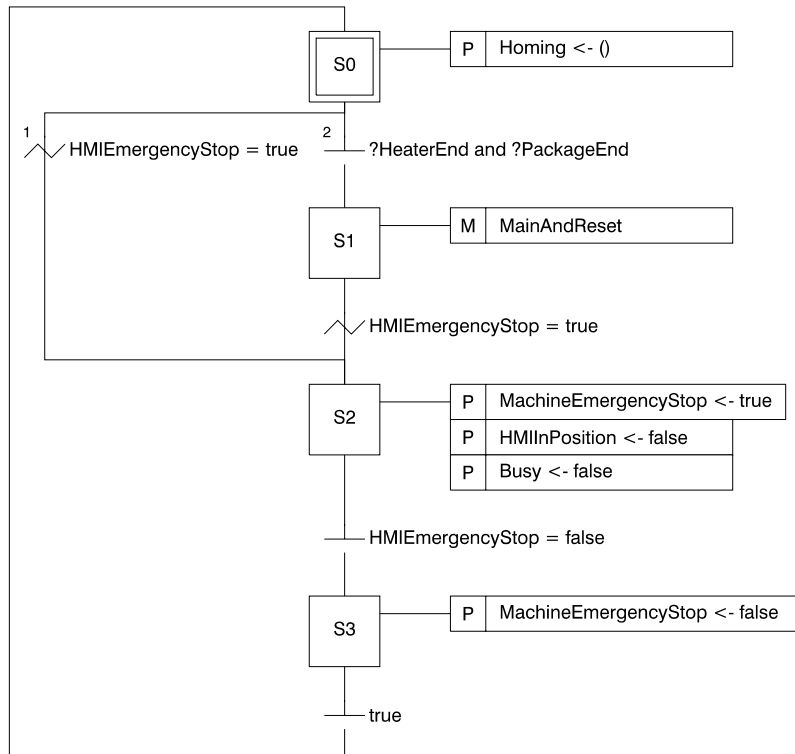 S0
P Homing <- ()
1 HMIEmergencyStop = true 2 ?HeaterEnd and ?PackageEnd
S1
M MainAndReset
HMIEmergencyStop = true
S2
P MachineEmergencyStop <- true
P HMIInPosition <- false
P Busy <- false
HMIEmergencyStop = false
S3
P MachineEmergencyStop <- false
true